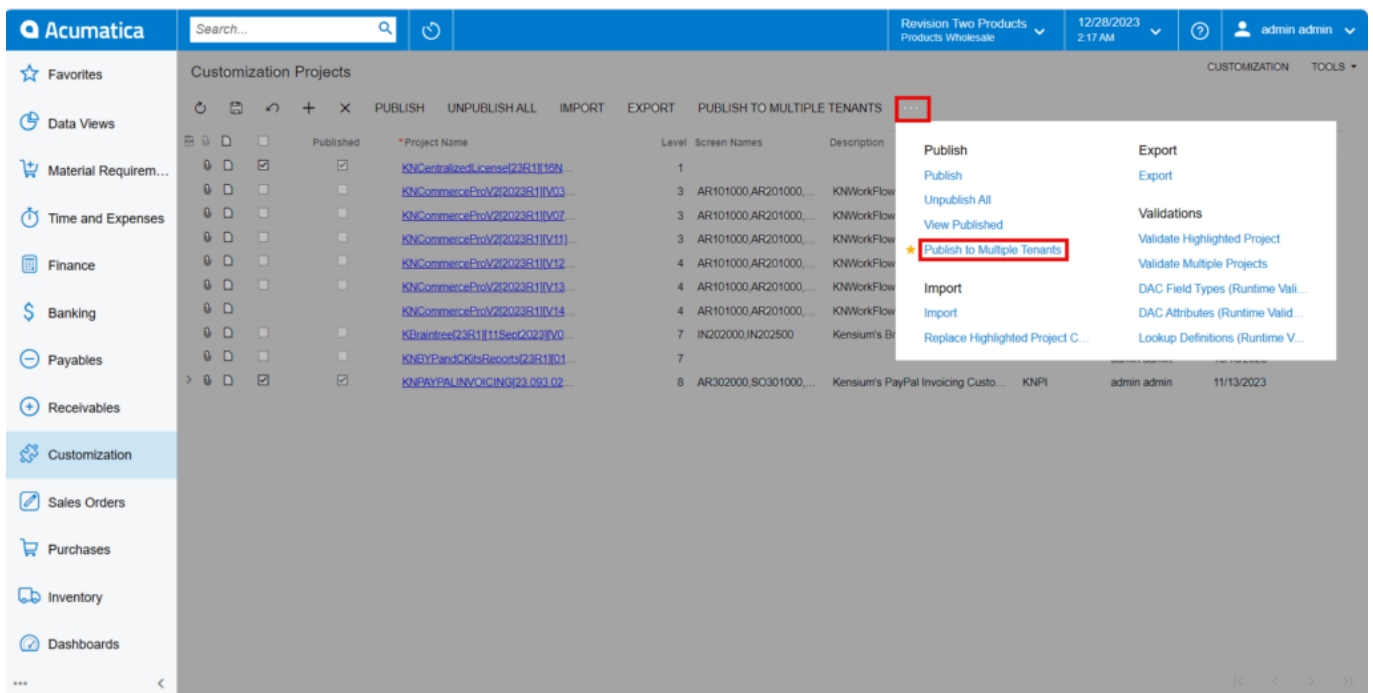 Acumatica
Search...
Revision Two Products
Products Wholesale
12/28/2023
2:17 AM
admin admin
Favorites
Data Views
Material Requirem...
Time and Expenses
Finance
Banking
Payables
Receivables
Customization
Sales Orders
Purchases
Inventory
Dashboards
Customization Projects
CUSTOMIZATION TOOLS
PUBLISH UNPUBLISH ALL IMPORT EXPORT PUBLISH TO MULTIPLE TENANTS ...
Published *Project Name Level Screen Names Description
KNCentralizedLicense[23R1][16N... 1
KNCommerceProV2[2023R1][V03... 3 AR101000,AR201000,... KNWorkFlow
KNCommerceProV2[2023R1][V07... 3 AR101000,AR201000,... KNWorkFlow
KNCommerceProV2[2023R1][V11]... 3 AR101000,AR201000,... KNWorkFlow
KNCommerceProV2[2023R1][V12... 4 AR101000,AR201000,... KNWorkFlow
KNCommerceProV2[2023R1][V13... 4 AR101000,AR201000,... KNWorkFlow
KNCommerceProV2[2023R1][V14... 4 AR101000,AR201000,... KNWorkFlow
KBraintree[23R1][11Sept2023][V0... 7 IN202000,IN202500 Kensium's Br
KNBYPandCKitsReports[23R1][01... 7
KNPAYPALINVOICING[23.093.02... 8 AR302000,SO301000,... Kensium's PayPal Invoicing Custo... KNPI admin admin 11/13/2023
Publish
Publish
Unpublish All
View Published
Publish to Multiple Tenants
Import
Import
Replace Highlighted Project C...
Export
Export
Validations
Validate Highlighted Project
Validate Multiple Projects
DAC Field Types (Runtime Vali...
DAC Attributes (Runtime Valid...
Lookup Definitions (Runtime V...